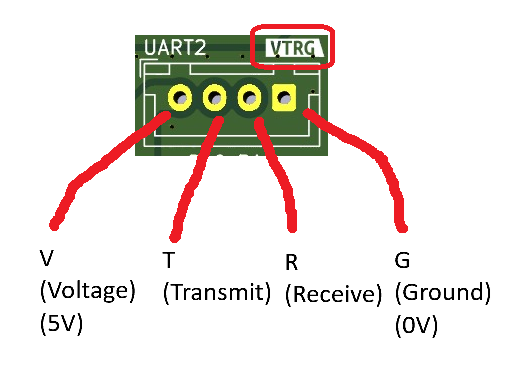 UART2 VTRG
V T R G
(Voltage) (Transmit) (Receive) (Ground)
(5V) (0V)